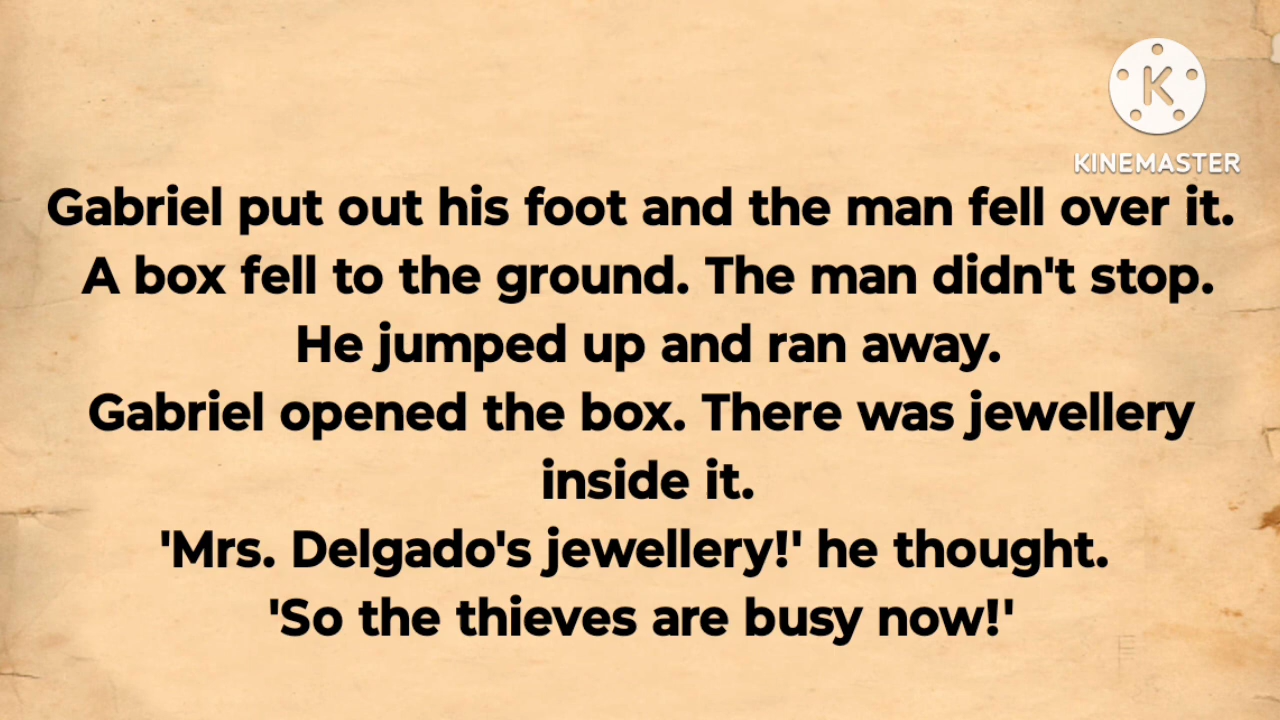 K
KINEMASTER
Gabriel put out his foot and the man fell over it.
A box fell to the ground. The man didn't stop.
He jumped up and ran away.
Gabriel opened the box. There was jewellery
inside it.
'Mrs. Delgado's jewellery!' he thought.
'So the thieves are busy now!'